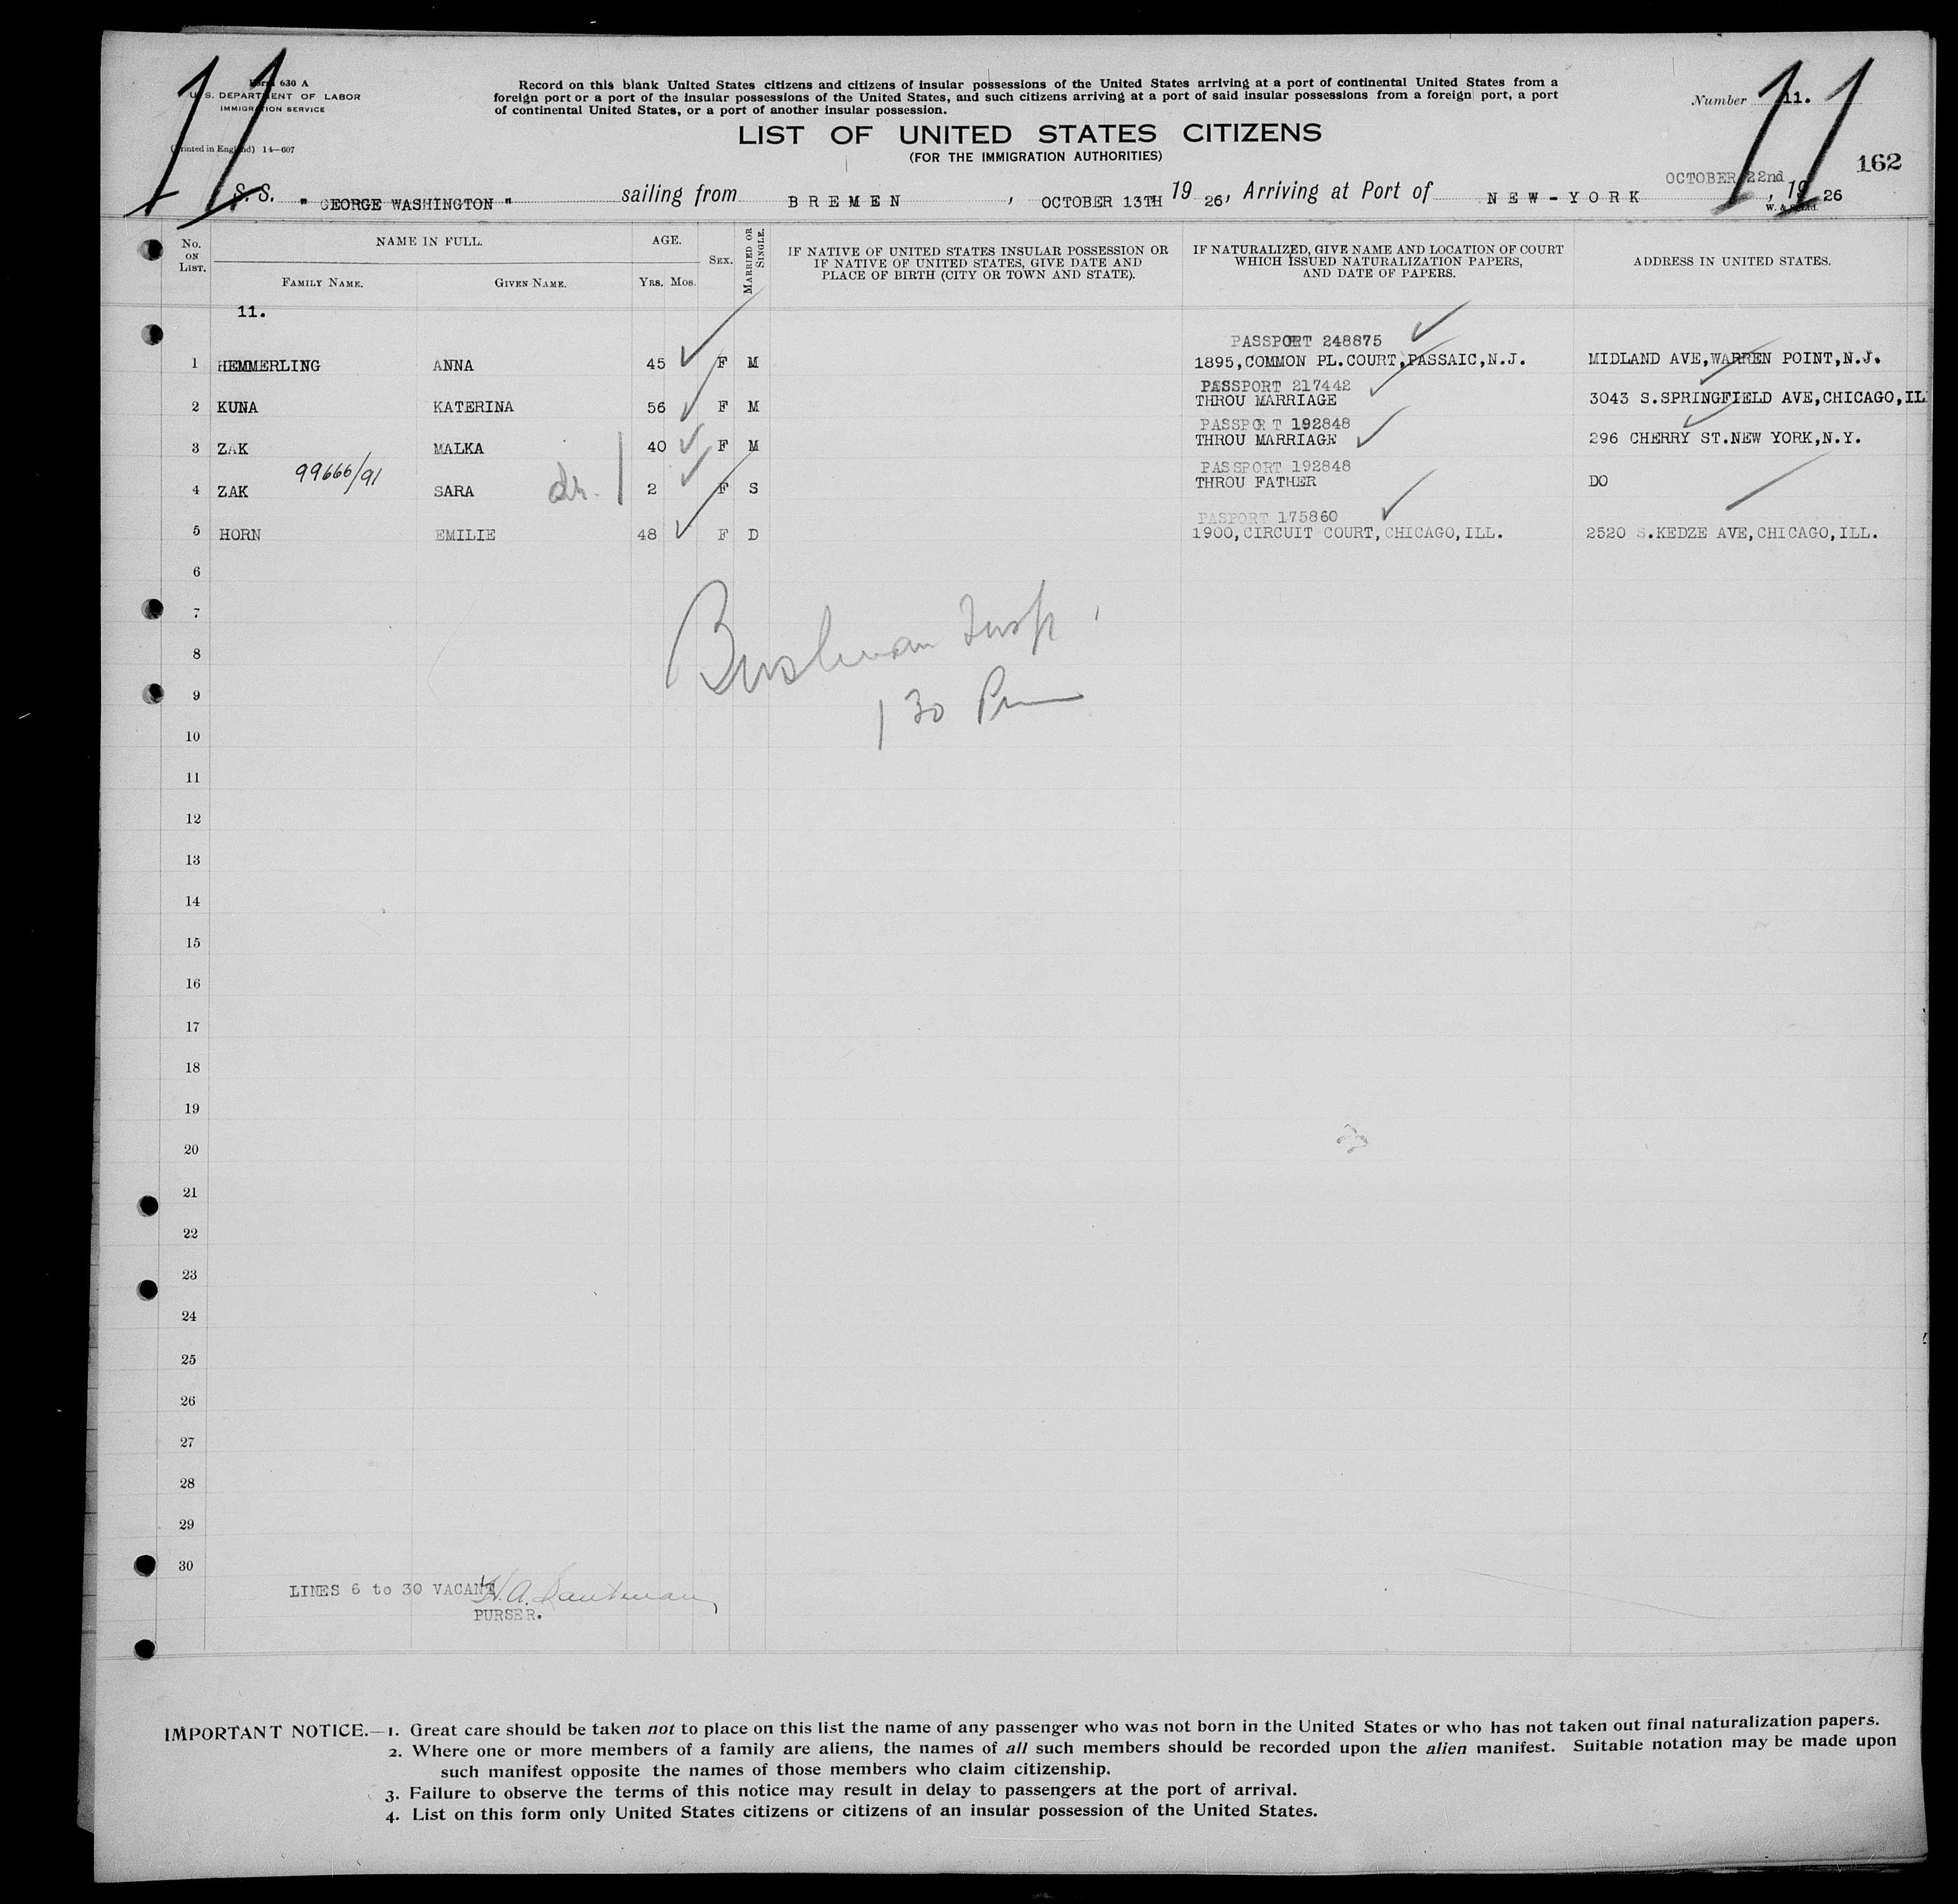 11 11
Form 630 A
U. S. DEPARTMENT OF LABOR
IMMIGRATION SERVICE
(Printed in England) 14—607
Record on this blank United States citizens and citizens of insular possessions of the United States arriving at a port of continental United States from a
foreign port or a port of the insular possessions of the United States, and such citizens arriving at a port of said insular possessions from a foreign port, a port
of continental United States, or a port of another insular possession.
Number 11.
LIST OF UNITED STATES CITIZENS
(FOR THE IMMIGRATION AUTHORITIES)
162
S.S. " GEORGE WASHINGTON " sailing from BREMEN , OCTOBER 13TH 19 26, Arriving at Port of NEW-YORK OCTOBER 22nd , 19 26
No. ON LIST. NAME IN FULL. AGE. SEX. MARRIED OR SINGLE. IF NATIVE OF UNITED STATES INSULAR POSSESSION OR IF NATIVE OF UNITED STATES, GIVE DATE AND PLACE OF BIRTH (CITY OR TOWN AND STATE). IF NATURALIZED, GIVE NAME AND LOCATION OF COURT WHICH ISSUED NATURALIZATION PAPERS, AND DATE OF PAPERS. ADDRESS IN UNITED STATES.
FAMILY NAME. GIVEN NAME. YRS. MOS.
11.
PASSPORT 248875
1 HEMMERLING ANNA 45 F M 1895,COMMON PL.COURT,PASSAIC,N.J. MIDLAND AVE,WARREN POINT,N.J.
PASSPORT 217442
2 KUNA KATERINA 56 F M THROU MARRIAGE 3043 S.SPRINGFIELD AVE,CHICAGO,IL
PASSPORT 192848
3 ZAK MALKA 40 F M THROU MARRIAGE 296 CHERRY ST.NEW YORK,N.Y.
99666/91 PASSPORT 192848
4 ZAK SARA 2 F S THROU FATHER DO
PASPORT 175860
5 HORN EMILIE 48 F D 1900,CIRCUIT COURT,CHICAGO,ILL. 2520 S.KEDZE AVE,CHICAGO,ILL.
6
7
8
9
130 Pm
10
11
12
13
14
15
16
17
18
19
20
21
22
23
24
25
26
27
28
29
30
LINES 6 to 30 VACANT
PURSER.
IMPORTANT NOTICE.—1. Great care should be taken not to place on this list the name of any passenger who was not born in the United States or who has not taken out final naturalization papers.
2. Where one or more members of a family are aliens, the names of all such members should be recorded upon the alien manifest. Suitable notation may be made upon
such manifest opposite the names of those members who claim citizenship.
3. Failure to observe the terms of this notice may result in delay to passengers at the port of arrival.
4. List on this form only United States citizens or citizens of an insular possession of the United States.